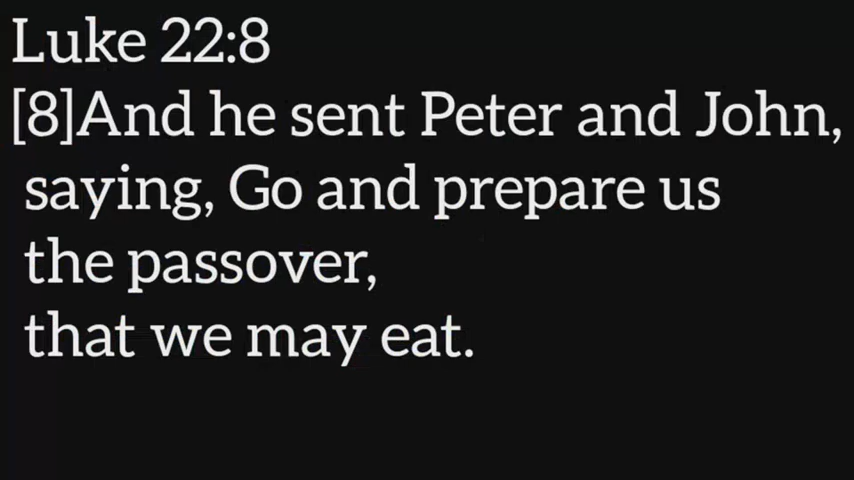 Luke 22:8
[8]And he sent Peter and John,
saying, Go and prepare us
the passover,
that we may eat.